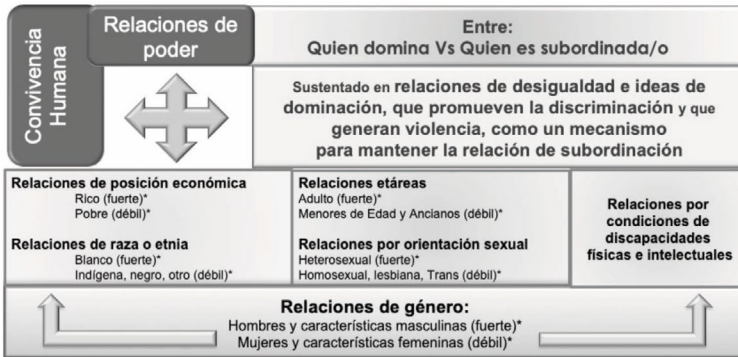 Convivencia
Humana
Relaciones de
poder
Entre:
Quien domina Vs Quien es subordinada/o
Sustentado en relaciones de desigualdad e ideas de
dominación, que promueven la discriminación y que
generan violencia, como un mecanismo
para mantener la relación de subordinación
Relaciones de posición económica
Rico (fuerte)*
Pobre (débil)*
Relaciones de raza o etnia
Blanco (fuerte)*
Indígena, negro, otro (débil)*
Relaciones etáreas
Adulto (fuerte)*
Menores de Edad y Ancianos (débil)*
Relaciones por orientación sexual
Heterosexual (fuerte)*
Homosexual, lesbiana, Trans (débil)*
Relaciones por
condiciones de
discapacidades
físicas e intelectuales
Relaciones de género:
Hombres y características masculinas (fuerte)*
Mujeres y características femeninas (débil)*